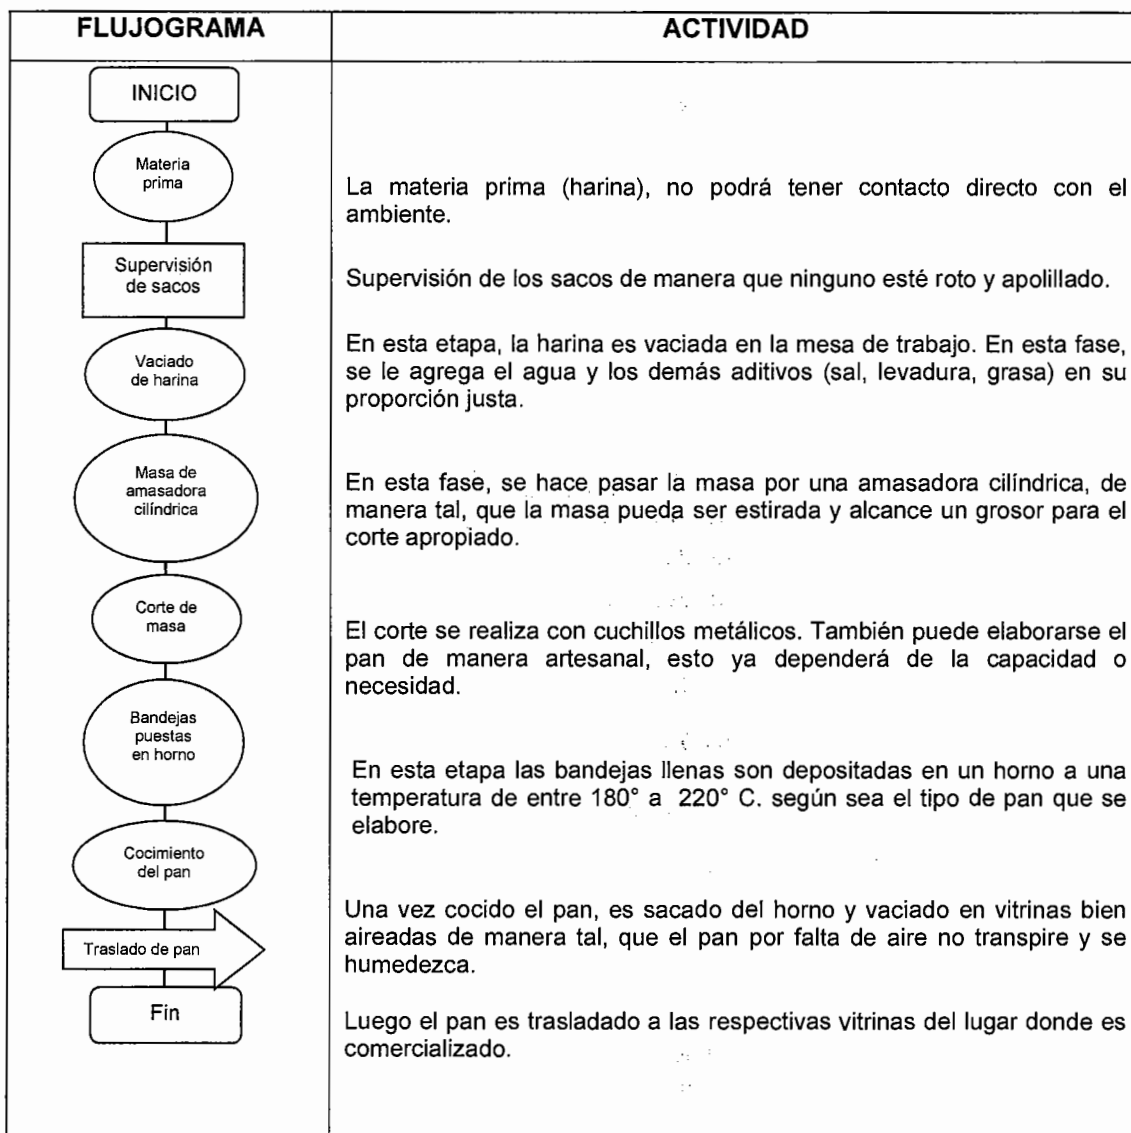 FLUJOGRAMA
ACTIVIDAD
INICIO
Materia
prima
La materia prima (harina), no podrá tener contacto directo con el
ambiente.
Supervisión
de sacos
Supervisión de los sacos de manera que ninguno esté roto y apolillado.
Vaciado
de harina
En esta etapa, la harina es vaciada en la mesa de trabajo. En esta fase,
se le agrega el agua y los demás aditivos (sal, levadura, grasa) en su
proporción justa.
Masa de
amasadora
cilíndrica
En esta fase, se hace pasar la masa por una amasadora cilíndrica, de
manera tal, que la masa pueda ser estirada y alcance un grosor para el
corte apropiado.
Corte de
masa
El corte se realiza con cuchillos metálicos. También puede elaborarse el
pan de manera artesanal, esto ya dependerá de la capacidad o
necesidad.
Bandejas
puestas
en horno
En esta etapa las bandejas llenas son depositadas en un horno a una
temperatura de entre 180° a 220° C. según sea el tipo de pan que se
elabore.
Cocimiento
del pan
Una vez cocido el pan, es sacado del horno y vaciado en vitrinas bien
aireadas de manera tal, que el pan por falta de aire no transpire y se
humedezca.
Traslado de pan
Fin
Luego el pan es trasladado a las respectivas vitrinas del lugar donde es
comercializado.